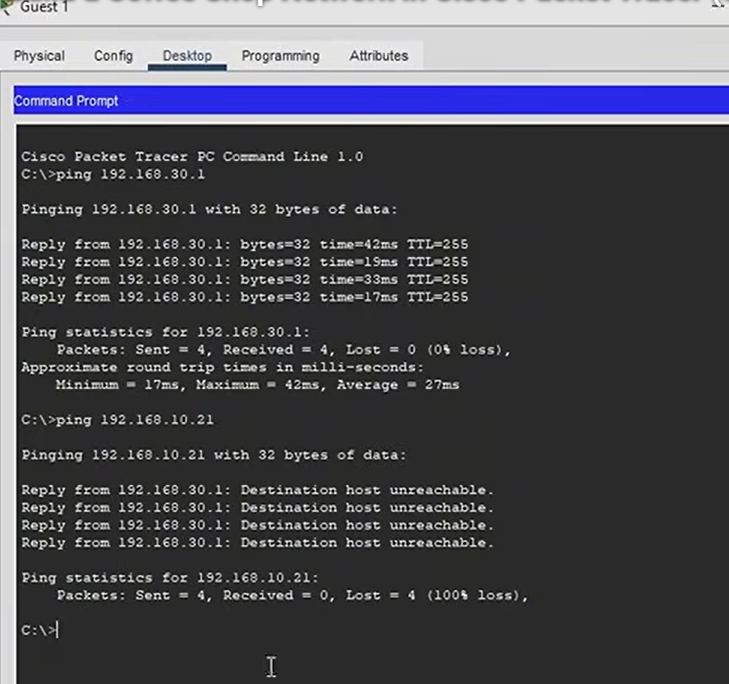 Guest 1
Physical Config Desktop Programming Attributes
Command Prompt
Cisco Packet Tracer PC Command Line 1.0
C:\>ping 192.168.30.1
Pinging 192.168.30.1 with 32 bytes of data:
Reply from 192.168.30.1: bytes=32 time=42ms TTL=255
Reply from 192.168.30.1: bytes=32 time=19ms TTL=255
Reply from 192.168.30.1: bytes=32 time=33ms TTL=255
Reply from 192.168.30.1: bytes=32 time=17ms TTL=255
Ping statistics for 192.168.30.1:
Packets: Sent = 4, Received = 4, Lost = 0 (0% loss),
Approximate round trip times in milli-seconds:
Minimum = 17ms, Maximum = 42ms, Average = 27ms
C:\>ping 192.168.10.21
Pinging 192.168.10.21 with 32 bytes of data:
Reply from 192.168.30.1: Destination host unreachable.
Reply from 192.168.30.1: Destination host unreachable.
Reply from 192.168.30.1: Destination host unreachable.
Reply from 192.168.30.1: Destination host unreachable.
Ping statistics for 192.168.10.21:
Packets: Sent = 4, Received = 0, Lost = 4 (100% loss),
C:\>